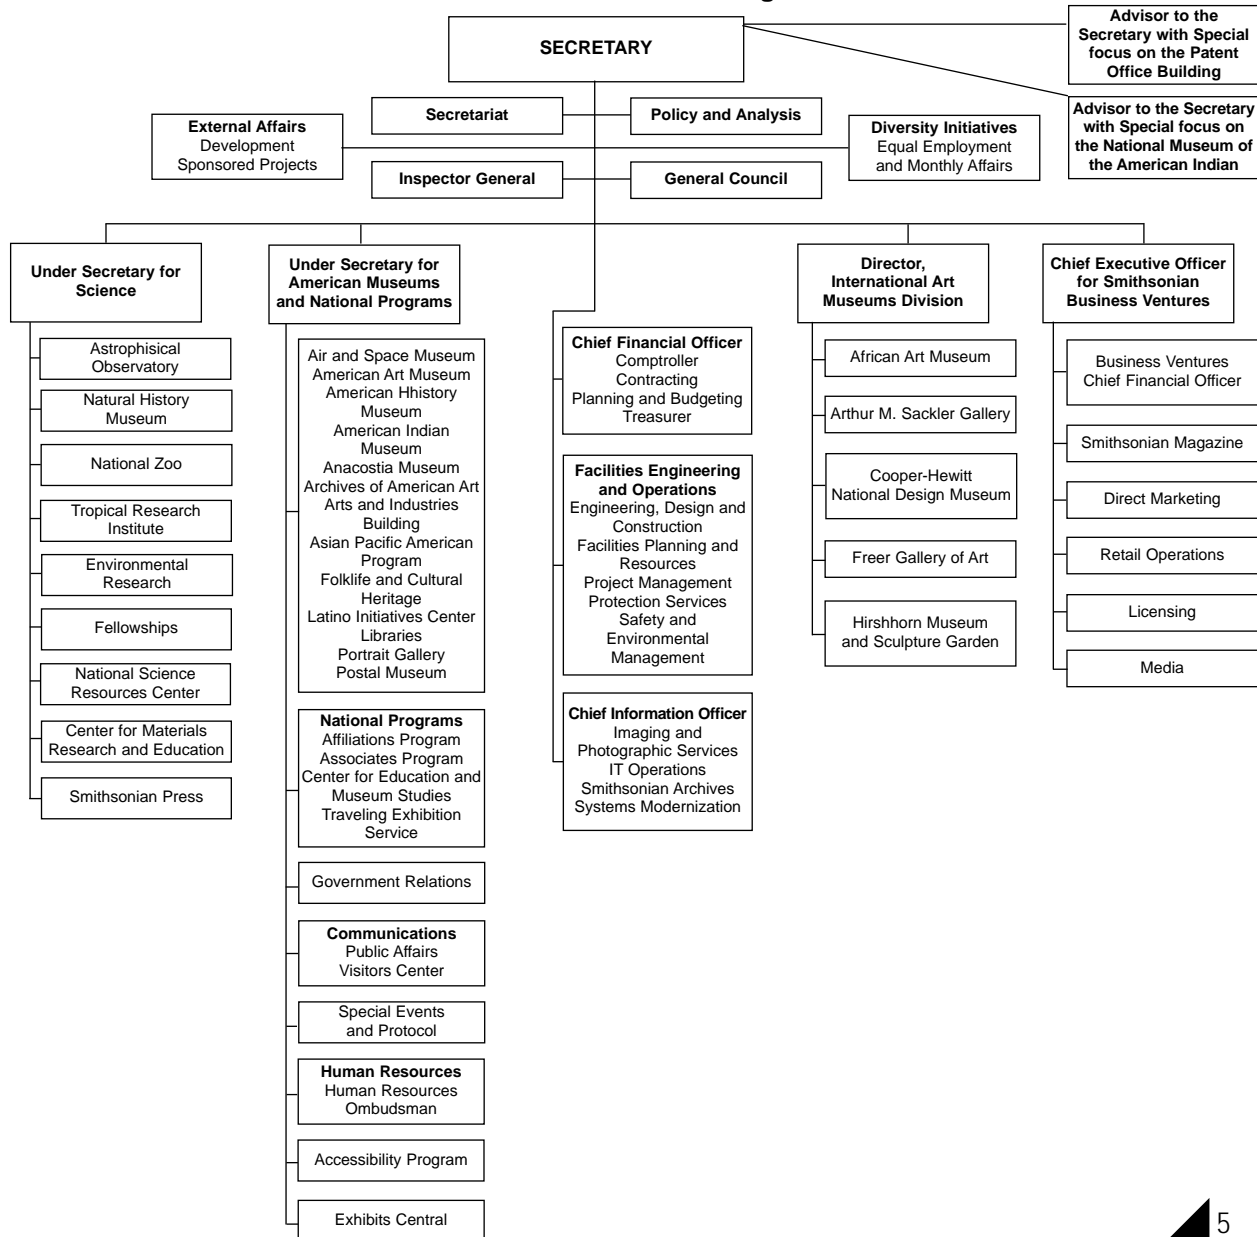 SECRETARY
Advisor to the
Secretary with Special
focus on the Patent
Office Building
Advisor to the Secretary
with Special focus on
the National Museum of
the American Indian
Secretariat
Policy and Analysis
External Affairs
Development
Sponsored Projects
Diversity Initiatives
Equal Employment
and Monthly Affairs
Inspector General
General Council
Under Secretary for
Science
Astrophisical
Observatory
Natural History
Museum
National Zoo
Tropical Research
Institute
Environmental
Research
Fellowships
National Science
Resources Center
Center for Materials
Research and Education
Smithsonian Press
Under Secretary for
American Museums
and National Programs
Air and Space Museum
American Art Museum
American Hhistory
Museum
American Indian
Museum
Anacostia Museum
Archives of American Art
Arts and Industries
Building
Asian Pacific American
Program
Folklife and Cultural
Heritage
Latino Initiatives Center
Libraries
Portrait Gallery
Postal Museum
National Programs
Affiliations Program
Associates Program
Center for Education and
Museum Studies
Traveling Exhibition
Service
Government Relations
Communications
Public Affairs
Visitors Center
Special Events
and Protocol
Human Resources
Human Resources
Ombudsman
Accessibility Program
Exhibits Central
Chief Financial Officer
Comptroller
Contracting
Planning and Budgeting
Treasurer
Facilities Engineering
and Operations
Engineering, Design and
Construction
Facilities Planning and
Resources
Project Management
Protection Services
Safety and
Environmental
Management
Chief Information Officer
Imaging and
Photographic Services
IT Operations
Smithsonian Archives
Systems Modernization
Director,
International Art
Museums Division
African Art Museum
Arthur M. Sackler Gallery
Cooper-Hewitt
National Design Museum
Freer Gallery of Art
Hirshhorn Museum
and Sculpture Garden
Chief Executive Officer
for Smithsonian
Business Ventures
Business Ventures
Chief Financial Officer
Smithsonian Magazine
Direct Marketing
Retail Operations
Licensing
Media
5